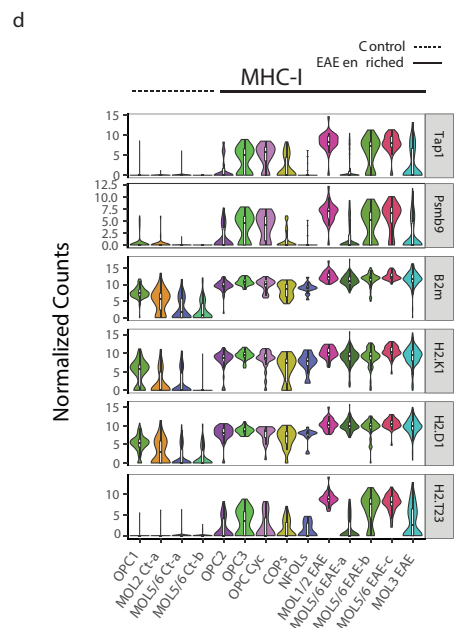 d
Control
EAE en riched
MHC-I
Normalized Counts
15
10
5
0
Tap1
12.5
10.0
7.5
5.0
2.5
0.0
Psmb9
15
10
5
0
B2m
15
10
5
0
H2.K1
15
10
5
0
H2.D1
10
5
0
H2.T23
OPC1
MOL2 Ct-a
MOL5/6 Ct-a
MOL5/6 Ct-b
OPC2
OPC3
OPC Cyc
COPs
NFOLs
MOL1/2 EAE
MOL5/6 EAE-a
MOL5/6 EAE-b
MOL5/6 EAE-c
MOL3 EAE